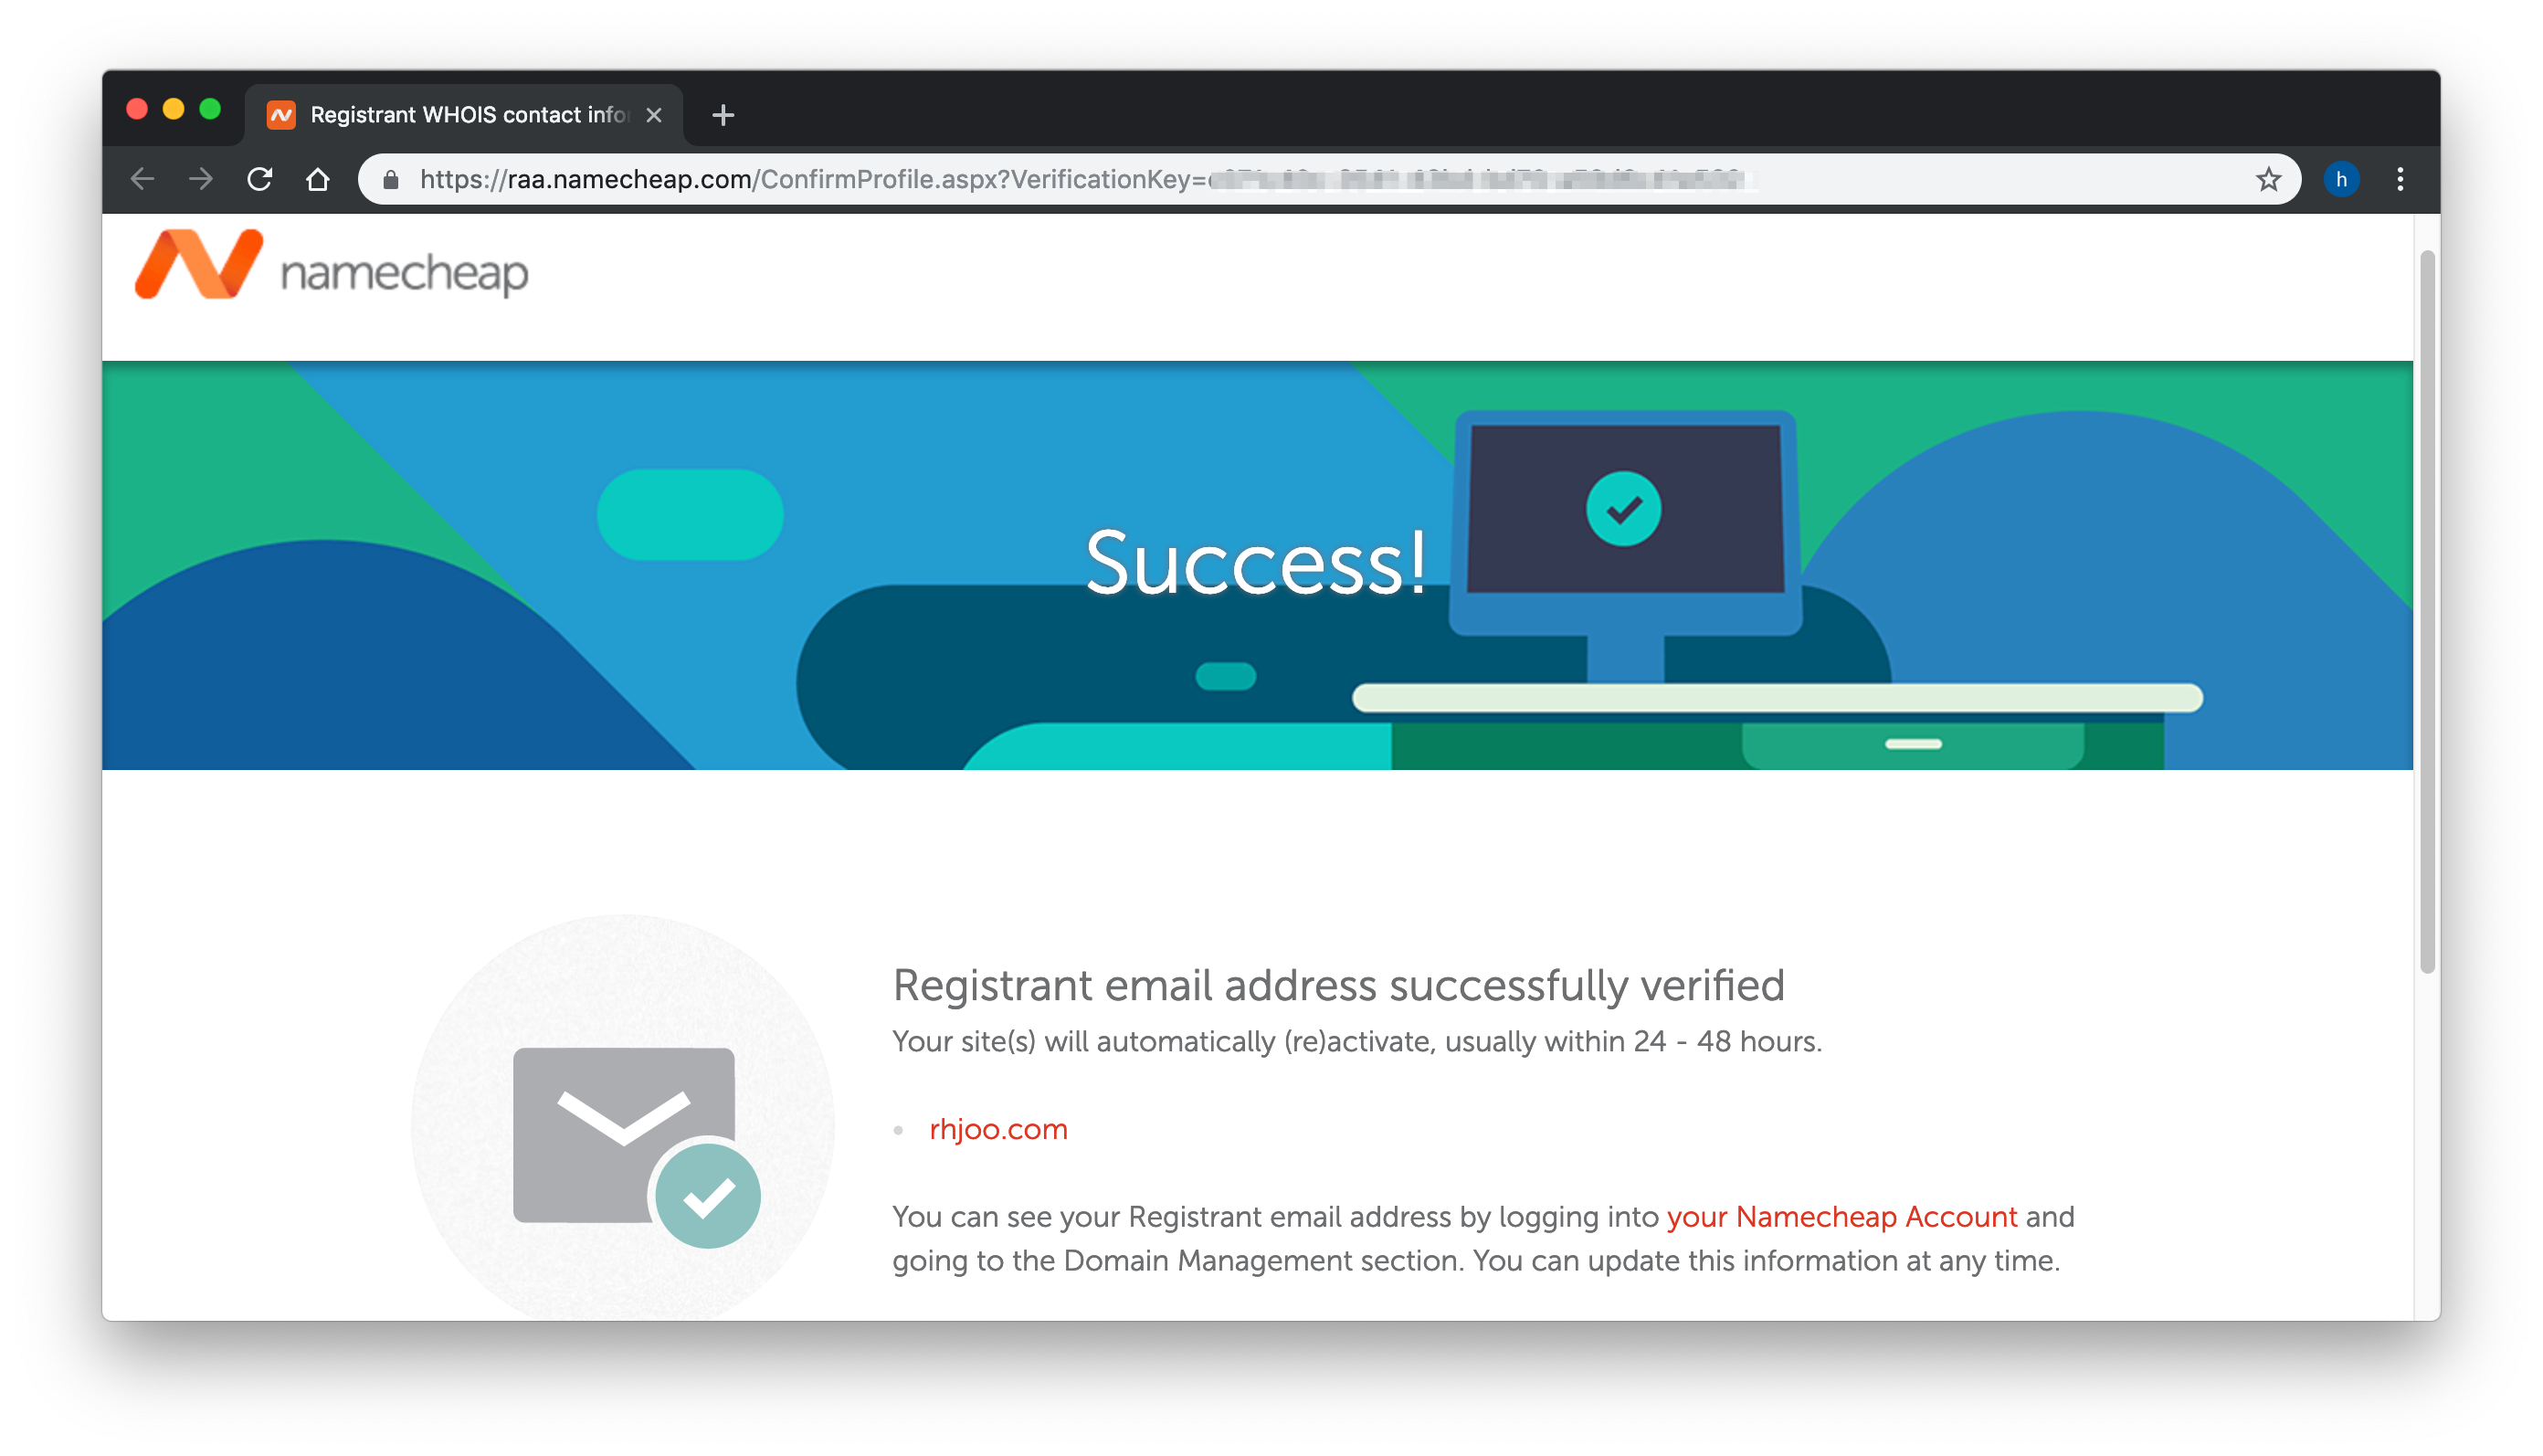 Registrant WHOIS contact info
https://raa.namecheap.com/ConfirmProfile.aspx?VerificationKey=
h
namecheap
Success!
Registrant email address successfully verified
Your site(s) will automatically (re)activate, usually within 24 - 48 hours.
rhjoo.com
You can see your Registrant email address by logging into your Namecheap Account and
going to the Domain Management section. You can update this information at any time.